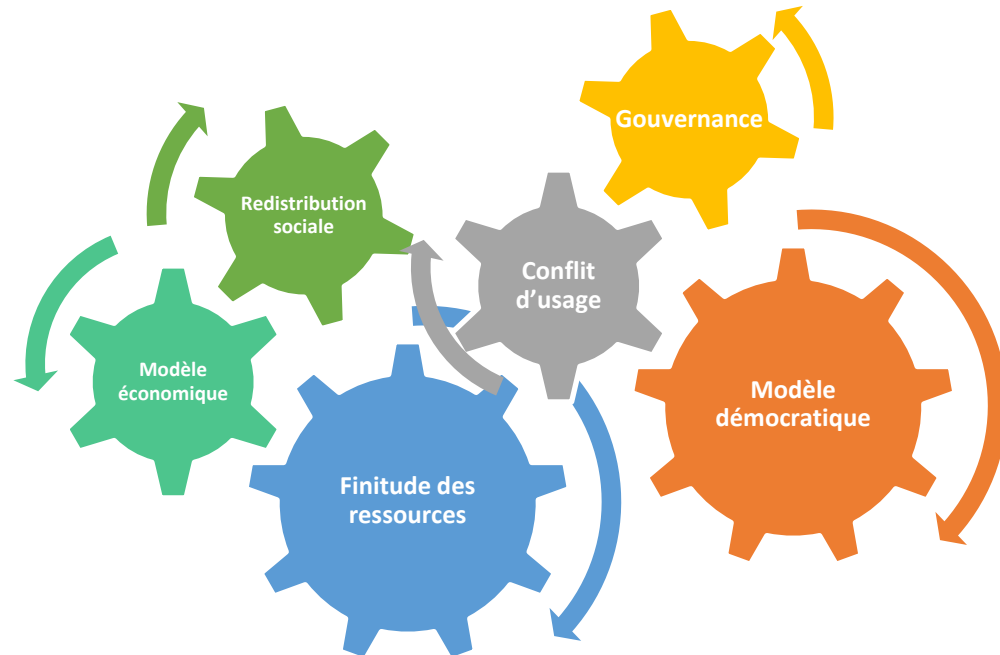 Gouvernance
Redistribution
sociale
Conflit
d’usage
Modèle
économique
Modèle
démocratique
Finitude des
ressources